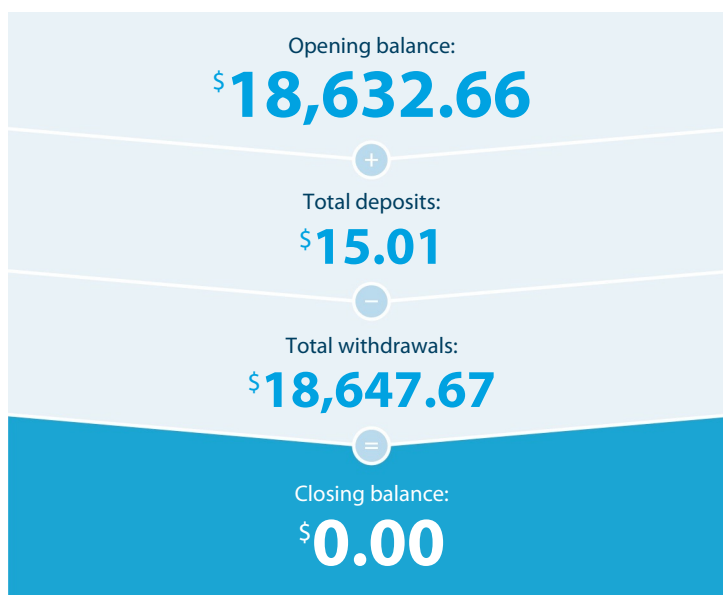 Opening balance:
$18,632.66
+
Total deposits:
$15.01
−
Total withdrawals:
$18,647.67
=
Closing balance:
$0.00